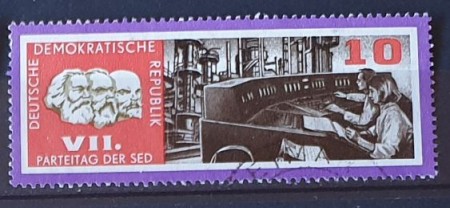 DEUTSCHE
DEMOKRATISCHE
REPUBLIK
VII.
PARTEITAG DER SED
10